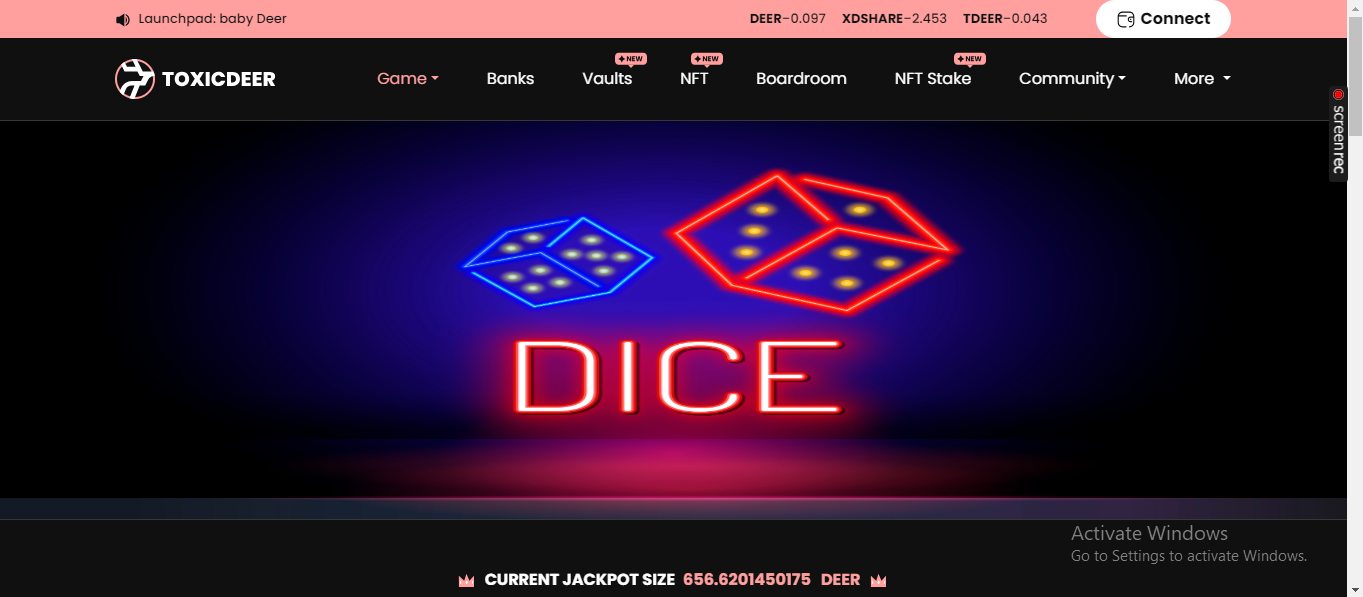 Launchpad: baby Deer
DEER-0.097 XDSHARE-2.453 TDEER-0.043
Connect
TOXICDEER
Game
Banks
NEW
Vaults
NEW
NFT
Boardroom
NEW
NFT Stake
Community
More
screenrec
DICE
Activate Windows
Go to Settings to activate Windows.
CURRENT JACKPOT SIZE 656.6201450175 DEER